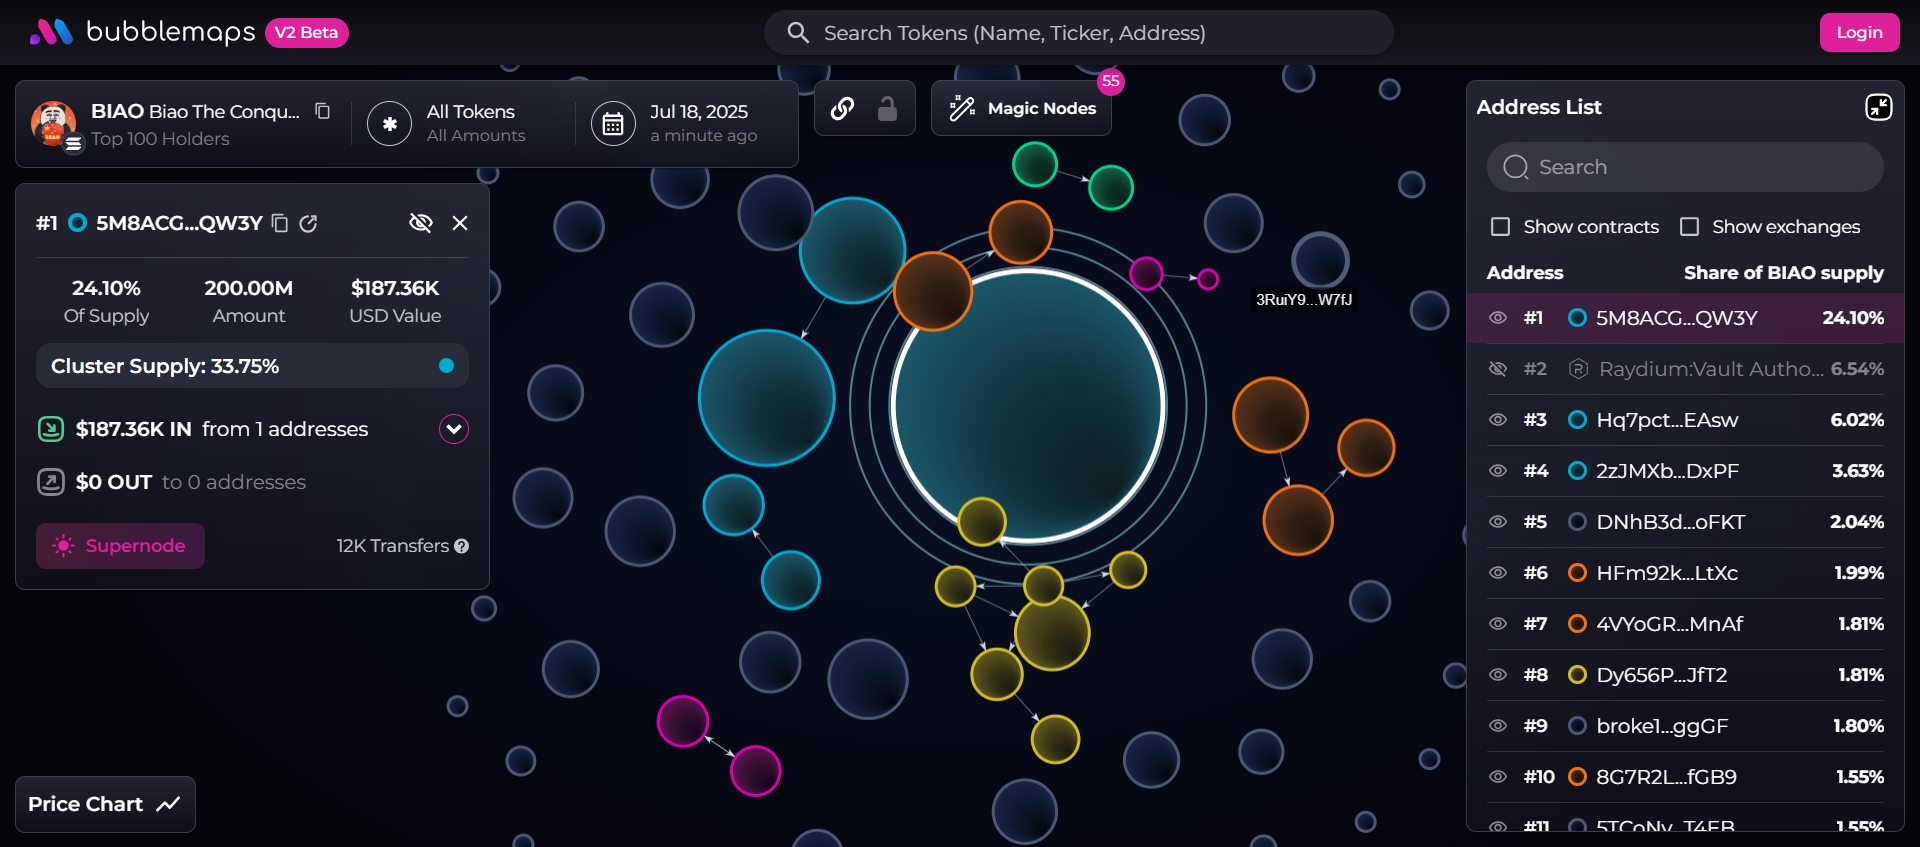 bubblemaps V2 Beta
Search Tokens (Name, Ticker, Address)
Login
BIAO Biao The Conqu...
Top 100 Holders
All Tokens
All Amounts
Jul 18, 2025
a minute ago
Magic Nodes
55
#1 5M8ACG...QW3Y
24.10% 200.00M $187.36K
Of Supply Amount USD Value
Cluster Supply: 33.75%
$187.36K IN from 1 addresses
$0 OUT to 0 addresses
Supernode 12K Transfers ?
Price Chart
3RuiY9...W7fJ
Address List
Search
Show contracts Show exchanges
Address Share of BIAO supply
#1 5M8ACG...QW3Y 24.10%
#2 Raydium:Vault Autho... 6.54%
#3 Hq7pct...EAsw 6.02%
#4 2zJMXb...DxPF 3.63%
#5 DNhB3d...oFKT 2.04%
#6 HFm92k...LtXc 1.99%
#7 4VYoGR...MnAf 1.81%
#8 Dy656P...JfT2 1.81%
#9 broke1...ggGF 1.80%
#10 8G7R2L...fGB9 1.55%
#11 1.55%